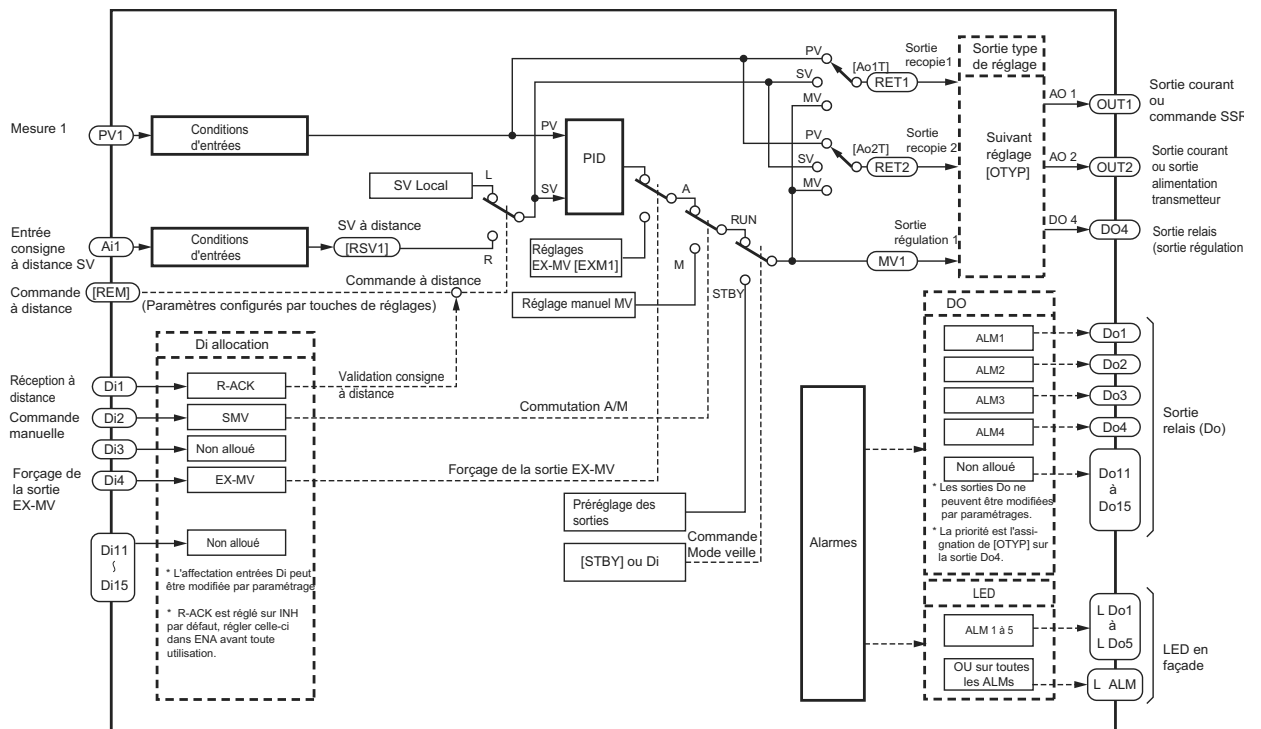 Mesure 1
PV1
Conditions
d'entrées
PV
PID
SV Local
L
SV
SV à distance
R
Entrée
consigne
à distance SV
Ai1
Conditions
d'entrées
[RSV1]
Réglages
EX-MV [EXM1]
A
RUN
M
STBY
Réglage manuel MV
Commande
à distance
[REM]
Commande à distance
(Paramètres configurés par touches de réglages)
PV
SV
MV
[Ao1T]
RET1
Sortie
recopie1
PV
SV
MV
[Ao2T]
RET2
Sortie
recopie 2
Sortie
régulation 1
MV1
Sortie type
de réglage
Suivant
réglage
[OTYP]
AO 1
OUT1
Sortie courant
ou
commande SSR
AO 2
OUT2
Sortie courant
ou sortie
alimentation
transmetteur
DO 4
DO4
Sortie relais
(sortie régulation
Di allocation
Réception à
distance
Di1
R-ACK
Validation consigne
à distance
Commande
manuelle
Di2
SMV
Commutation A/M
Di3
Non alloué
Forçage de
la sortie
EX-MV
Di4
EX-MV
Forçage de la sortie EX-MV
Di11
~
Di15
Non alloué
* L'affectation entrées Di peut
être modifiée par paramétrage
* R-ACK est réglé sur INH
par défaut, régler celle-ci
dans ENA avant toute
utilisation.
Préréglage des
sorties
Commande
Mode veille
[STBY] ou Di
Alarmes
DO
ALM1
Do1
ALM2
Do2
ALM3
Do3
ALM4
Do4
Non alloué
Do11
à
Do15
Sortie
relais (Do)
* Les sorties Do ne
peuvent être modifiées
par paramétrages.
* La priorité est l'assi-
gnation de [OTYP] sur
la sortie Do4.
LED
ALM 1 à 5
L Do1
à
L Do5
OU sur toutes
les ALMs
L ALM
LED en
façade